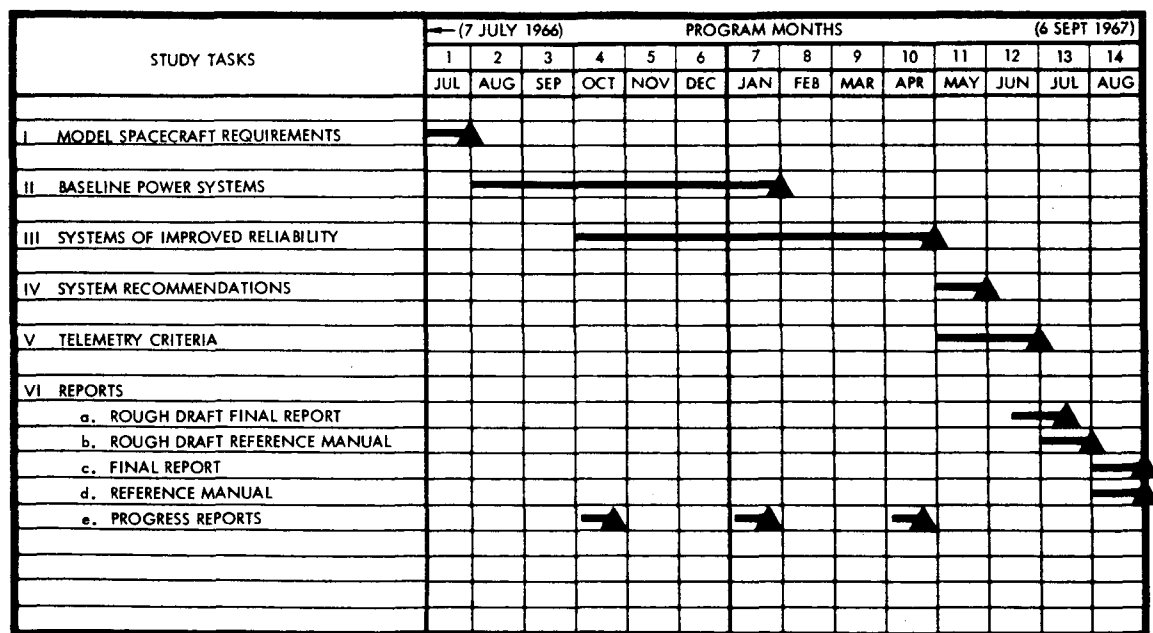 STUDY TASKS
(7 JULY 1966) PROGRAM MONTHS (6 SEPT 1967)
1 2 3 4 5 6 7 8 9 10 11 12 13 14
JUL AUG SEP OCT NOV DEC JAN FEB MAR APR MAY JUN JUL AUG
I MODEL SPACECRAFT REQUIREMENTS
II BASELINE POWER SYSTEMS
III SYSTEMS OF IMPROVED RELIABILITY
IV SYSTEM RECOMMENDATIONS
V TELEMETRY CRITERIA
VI REPORTS
a. ROUGH DRAFT FINAL REPORT
b. ROUGH DRAFT REFERENCE MANUAL
c. FINAL REPORT
d. REFERENCE MANUAL
e. PROGRESS REPORTS